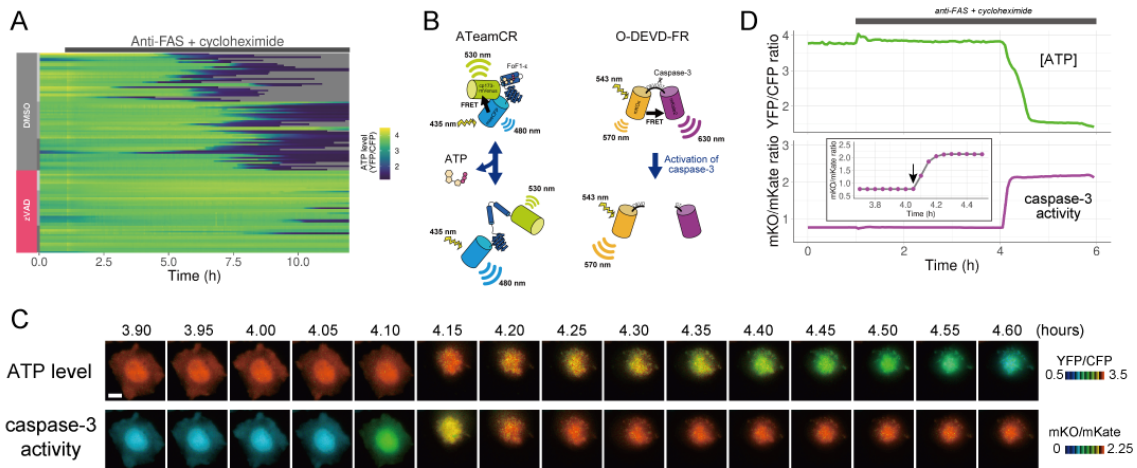 A
Anti-FAS + cycloheximide
DMSO
zVAD
ATP level
(YFP/CFP)
4
3
2
0.0
2.5
5.0
7.5
10.0
Time (h)
B
ATeamCR
530 nm
FoF1-ε
FRET
435 nm
480 nm
ATP
530
435 nm
480 nm
O-DEVD-FR
Caspase-3
543 nm
mKOκ
FRET
570 nm
630 nm
Activation of
caspase-3
543 nm
570 nm
D
anti-FAS + cycloheximide
YFP/CFP ratio
4
3
2
1
[ATP]
mKO/mKate ratio
3
2
1
mKO/mKate ratio
2.5
2.0
1.5
1.0
0.5
3.8
4.0
4.2
4.4
Time (h)
caspase-3
activity
0
2
4
6
Time (h)
C
3.90 3.95 4.00 4.05 4.10 4.15 4.20 4.25 4.30 4.35 4.40 4.45 4.50 4.55 4.60 (hours)
ATP level
YFP/CFP
0.5 3.5
caspase-3
activity
mKO/mKate
0 2.25